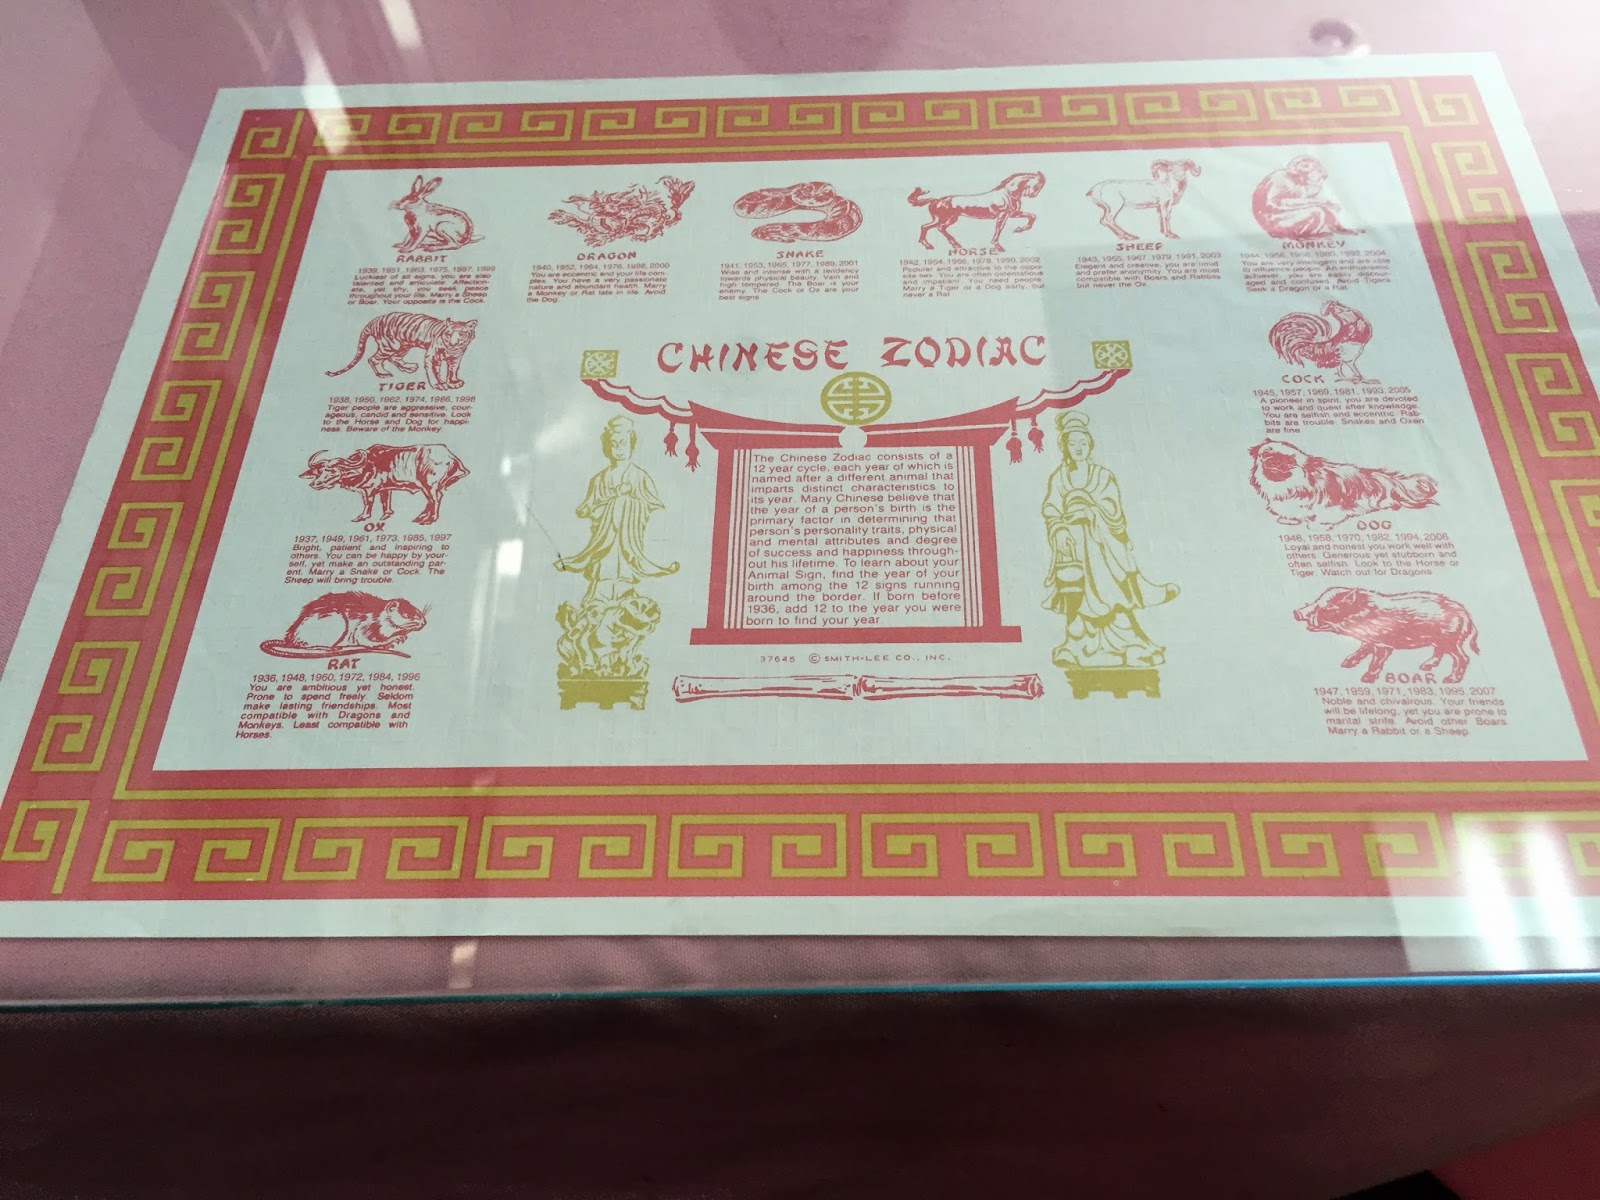 RABBIT
1939, 1951, 1963, 1975, 1987, 1999
Luckiest of all signs, you are also
talented and articulate. Affection-
ate, yet shy, you seek peace
throughout your life. Marry a Sheep
or Boar. Your opposite is the Cock.
DRAGON
1940, 1952, 1964, 1976, 1988, 2000
You are eccentric and your life com-
plex. You have a very passionate
nature and abundant health. Marry
a Monkey or Rat late in life. Avoid
the Dog.
SNAKE
1941, 1953, 1965, 1977, 1989, 2001
Wise and intense with a tendency
towards physical beauty. Vain and
high tempered. The Boar is your
enemy. The Cock or Ox are your
best signs
HORSE
1942, 1954, 1966, 1978, 1990, 2002
Popular and attractive to the oppo-
site sex. You are often ostentatious
and impatient. You need people.
Marry a Tiger or a Dog early, but
never a Rat
SHEEP
1943, 1955, 1967, 1979, 1991, 2003
Elegant and creative, you are timid
and prefer anonymity. You are most
compatible with Boars and Rabbits
but never the Ox.
MONKEY
1944, 1956, 1968, 1980, 1992, 2004
You are very intelligent and are able
to influence people. An enthusiastic
achiever, you are easily discour-
aged and confused. Avoid Tigers.
Seek a Dragon or a Rat.
TIGER
1938, 1950, 1962, 1974, 1986, 1998
Tiger people are aggressive, cour-
ageous, candid and sensitive. Look
to the Horse and Dog for happi-
ness. Beware of the Monkey.
CHINESE ZODIAC
COCK
1945, 1957, 1969, 1981, 1993, 2005
A pioneer in spirit, you are devoted
to work and quest after knowledge.
You are selfish and eccentric. Rab-
bits are trouble. Snakes and Oxen
are fine
OX
1937, 1949, 1961, 1973, 1985, 1997
Bright, patient and inspiring to
others. You can be happy by your-
self, yet make an outstanding par-
ent. Marry a Snake or Cock. The
Sheep will bring trouble.
The Chinese Zodiac consists of a
12 year cycle, each year of which is
named after a different animal that
imparts distinct characteristics to
its year. Many Chinese believe that
the year of a person's birth is the
primary factor in determining that
person's personality traits, physical
and mental attributes and degree
of success and happiness through-
out his lifetime. To learn about your
Animal Sign, find the year of your
birth among the 12 signs running
around the border. If born before
1936, add 12 to the year you were
born to find your year.
DOG
1946, 1958, 1970, 1982, 1994, 2006
Loyal and honest you work well with
others. Generous yet stubborn and
often selfish. Look to the Horse or
Tiger. Watch out for Dragons.
RAT
1936, 1948, 1960, 1972, 1984, 1996
You are ambitious yet honest.
Prone to spend freely. Seldom
make lasting friendships. Most
compatible with Dragons and
Monkeys. Least compatible with
Horses.
BOAR
1947, 1959, 1971, 1983, 1995, 2007
Noble and chivalrous. Your friends
will be lifelong, yet you are prone to
marital strife. Avoid other Boars.
Marry a Rabbit or a Sheep.
37645 © SMITH-LEE CO., INC.